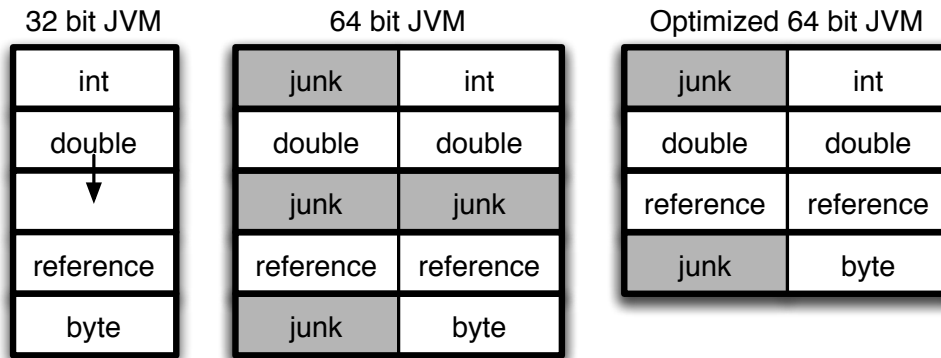 32 bit JVM
int
double
reference
byte
64 bit JVM
junk int
double double
junk junk
reference reference
junk byte
Optimized 64 bit JVM
junk int
double double
reference reference
junk byte